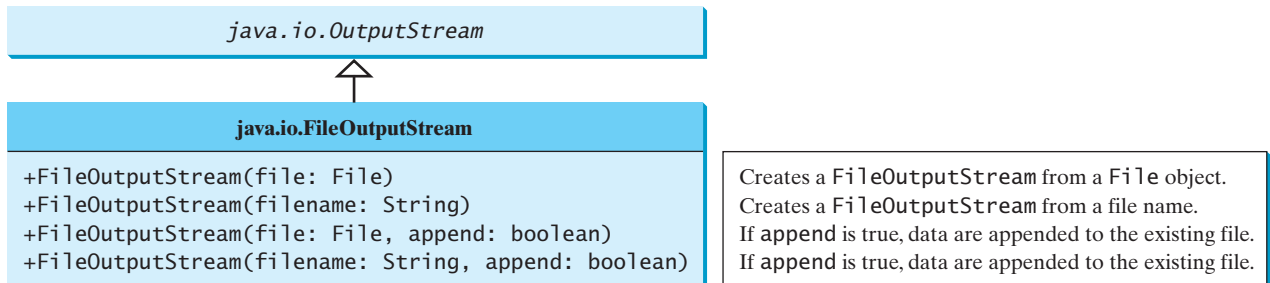 java.io.OutputStream
java.io.FileOutputStream
+FileOutputStream(file: File)
+FileOutputStream(filename: String)
+FileOutputStream(file: File, append: boolean)
+FileOutputStream(filename: String, append: boolean)
Creates a FileOutputStream from a File object.
Creates a FileOutputStream from a file name.
If append is true, data are appended to the existing file.
If append is true, data are appended to the existing file.